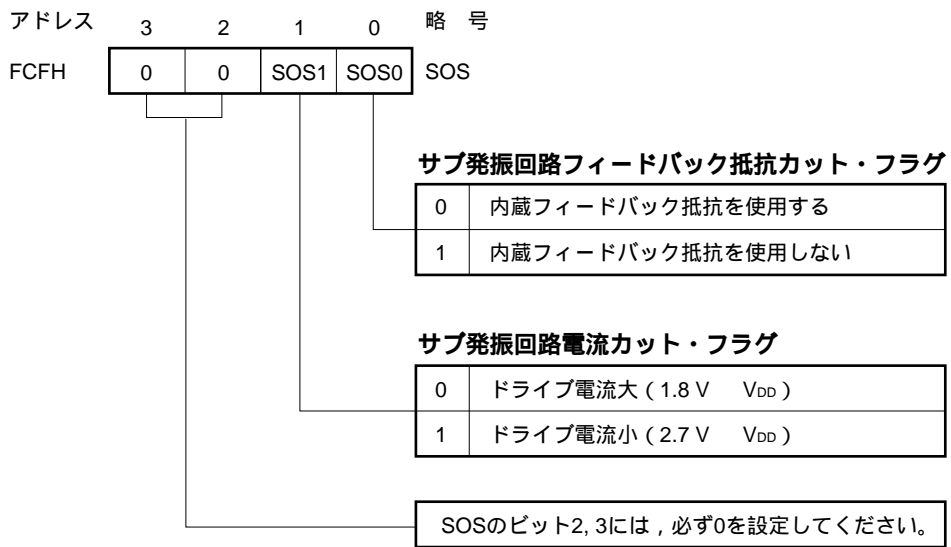 アドレス 3 2 1 0 略 号
FCFH 0 0 SOS1 SOS0 SOS
サブ発振回路フィードバック抵抗カット・フラグ
0 内蔵フィードバック抵抗を使用する
1 内蔵フィードバック抵抗を使用しない
サブ発振回路電流カット・フラグ
0 ドライブ電流大(1.8 V VDD)
1 ドライブ電流小(2.7 V VDD)
SOSのビット2, 3には,必ず0を設定してください。